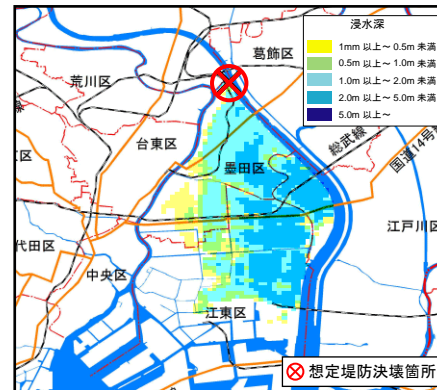 浸水深
1mm 以上～ 0.5m 未満
0.5m 以上～ 1.0m 未満
1.0m 以上～ 2.0m 未満
2.0m 以上～ 5.0m 未満
5.0m 以上～
葛飾区
荒川区
台東区
墨田区
総武線
国道14号
江戸川区
代田区
中央区
江東区
想定堤防決壊箇所